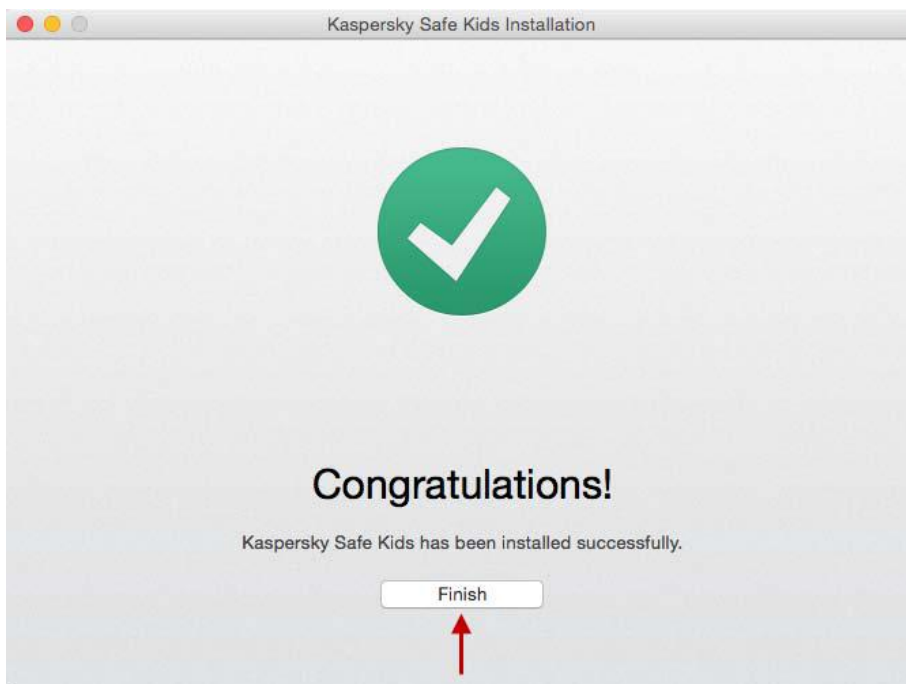 Kaspersky Safe Kids Installation
Congratulations!
Kaspersky Safe Kids has been installed successfully.
Finish